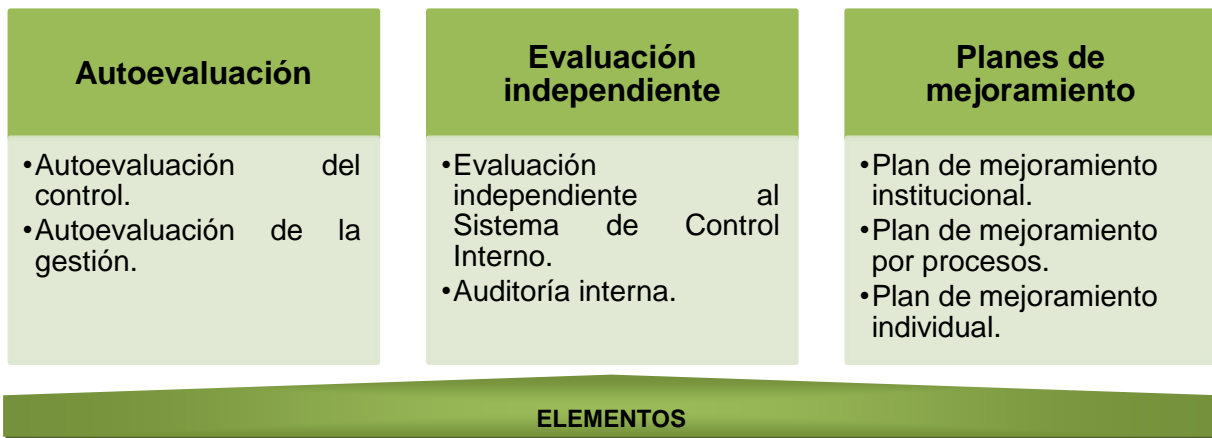 Autoevaluación
•Autoevaluación del
control.
•Autoevaluación de la
gestión.
Evaluación
independiente
•Evaluación
independiente al
Sistema de Control
Interno.
•Auditoría interna.
Planes de
mejoramiento
•Plan de mejoramiento
institucional.
•Plan de mejoramiento
por procesos.
•Plan de mejoramiento
individual.
ELEMENTOS